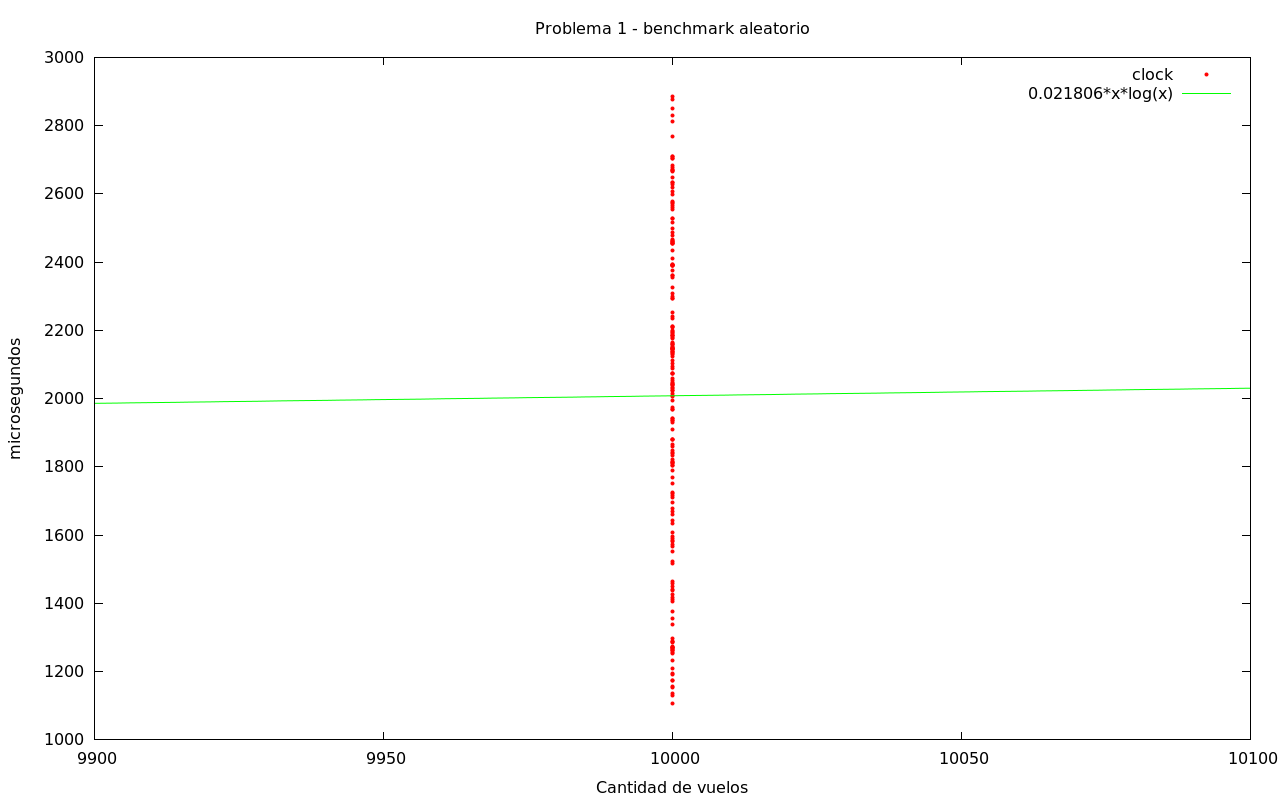 Problema 1 - benchmark aleatorio
3000
2800
2600
2400
2200
2000
1800
1600
1400
1200
1000
microsegundos
clock
0.021806*x*log(x)
9900 9950 10000 10050 10100
Cantidad de vuelos